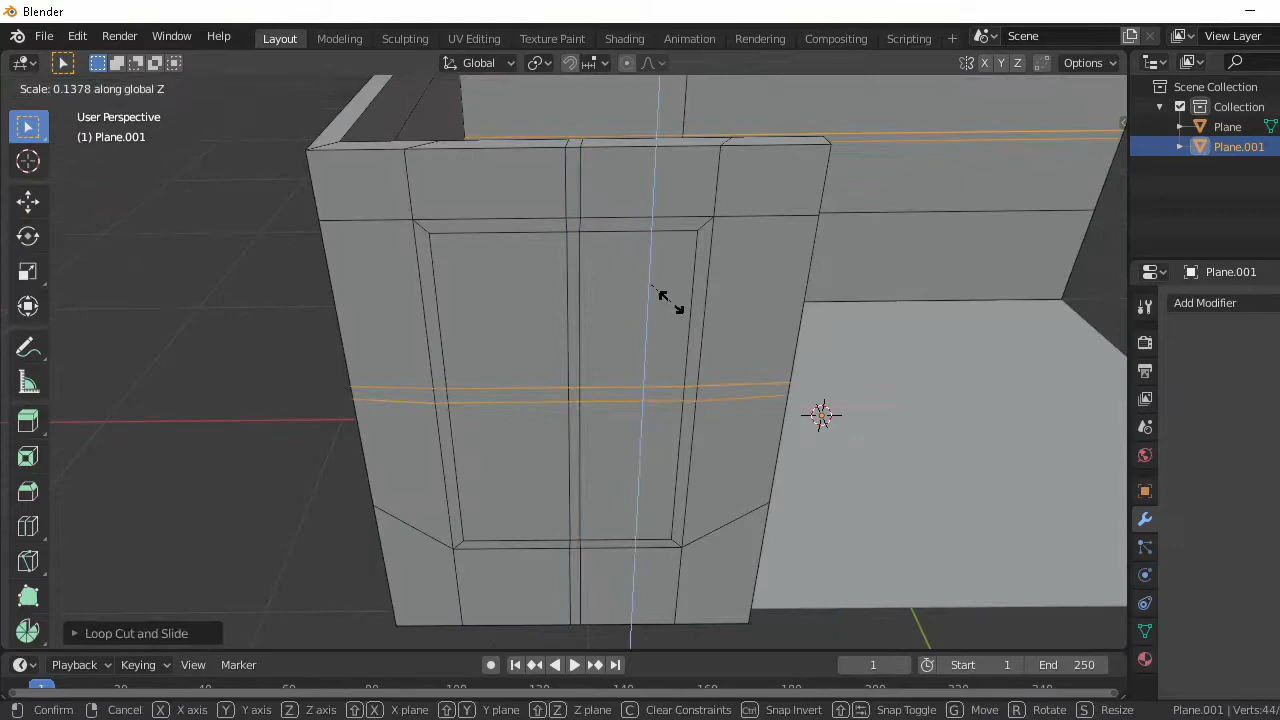 Blender
File Edit Render Window Help
Layout Modeling Sculpting UV Editing Texture Paint Shading Animation Rendering Compositing Scripting
Scene
View Layer
Global
X Y Z
Options
Scale: 0.1378 along global Z
User Perspective
(1) Plane.001
Scene Collection
Collection
Plane
Plane.001
Plane.001
Add Modifier
Loop Cut and Slide
Playback Keying View Marker
1
Start 1
End 250
Confirm Cancel X X axis Y Y axis Z Z axis X X plane Y Y plane Z Z plane C Clear Constraints Snap Invert Snap Toggle G Move R Rotate S Resize Plane.001 | Verts:44/